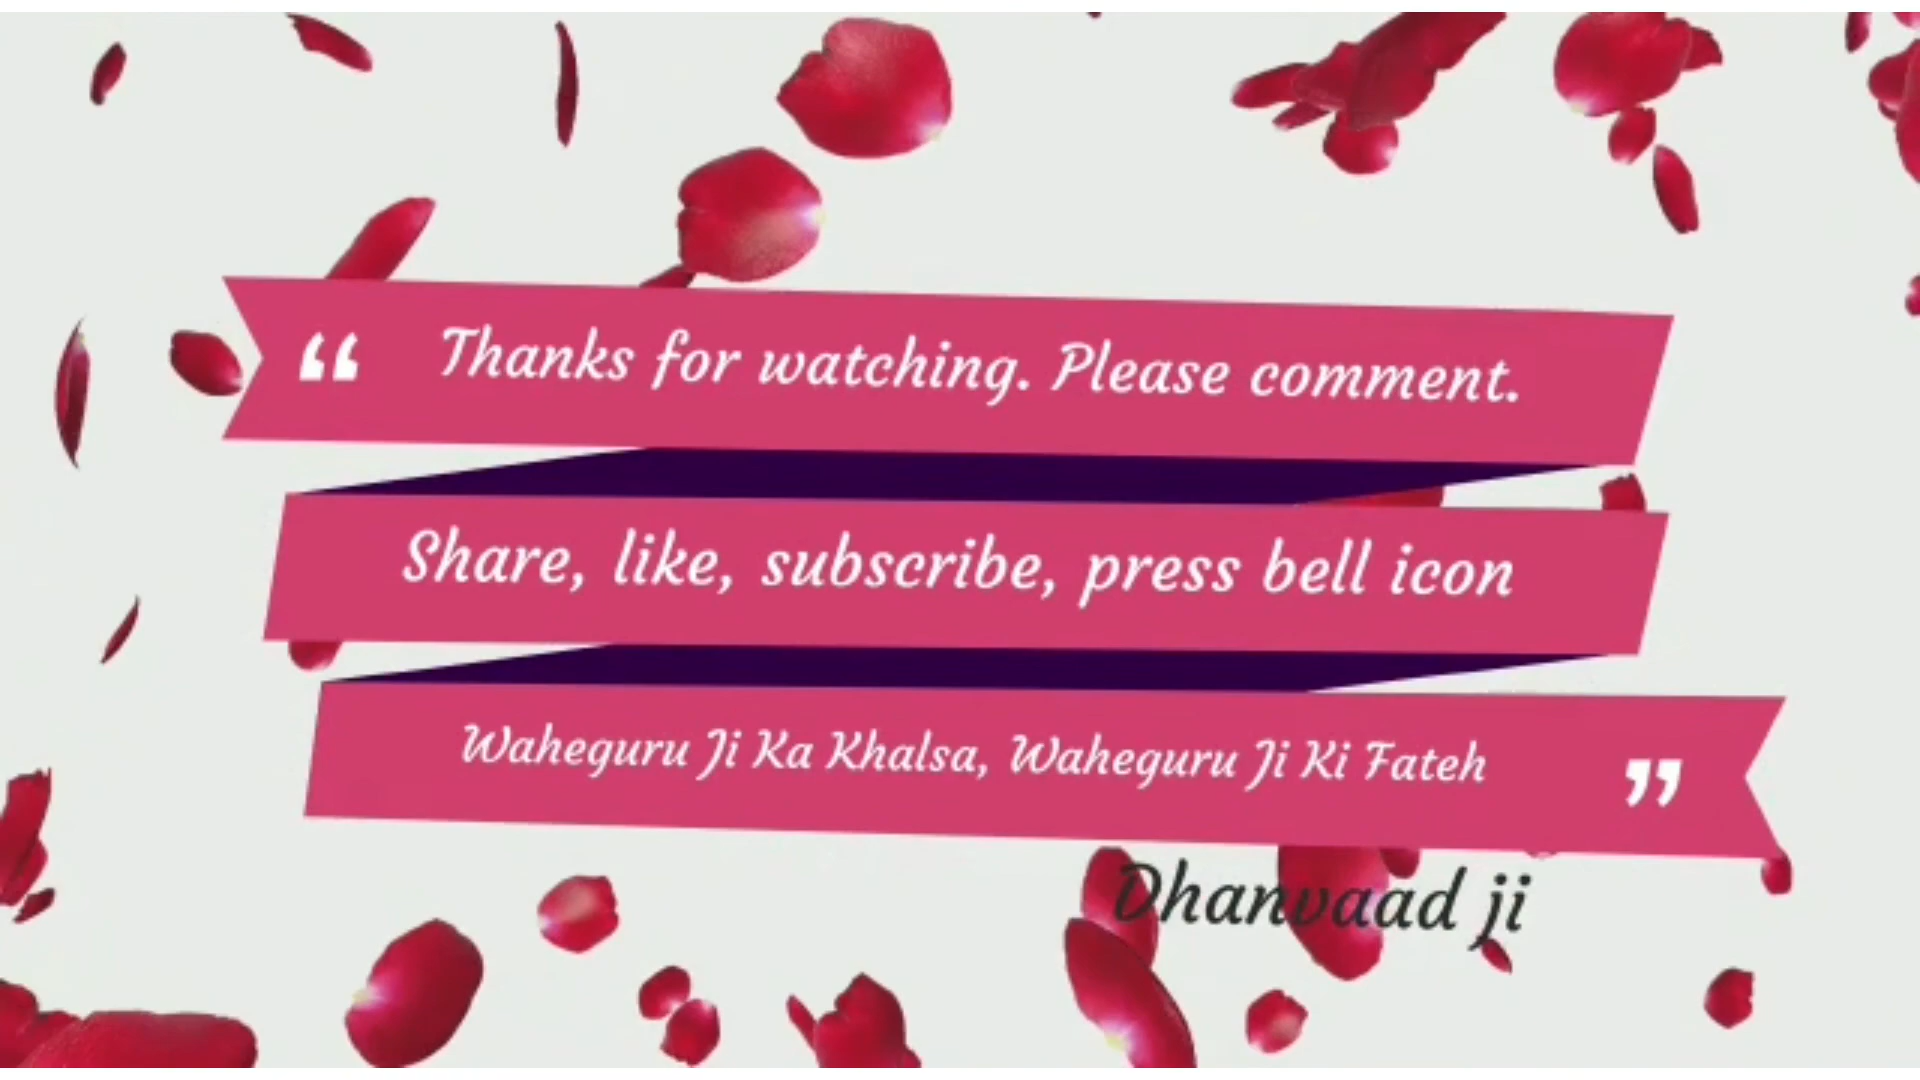 “ Thanks for watching. Please comment.
Share, like, subscribe, press bell icon
Waheguru Ji Ka Khalsa, Waheguru Ji Ki Fateh ”
Dhanvaad ji